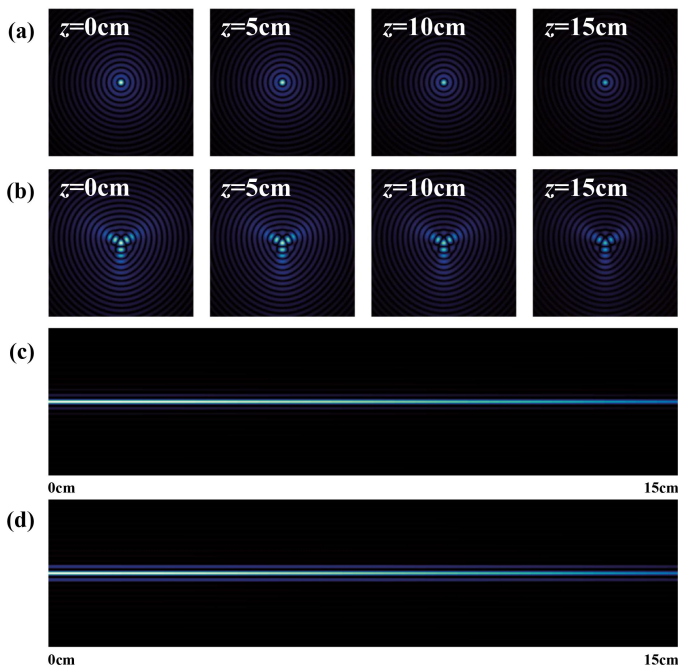 (a) z=0cm z=5cm z=10cm z=15cm
(b) z=0cm z=5cm z=10cm z=15cm
(c)
0cm 15cm
(d)
0cm 15cm